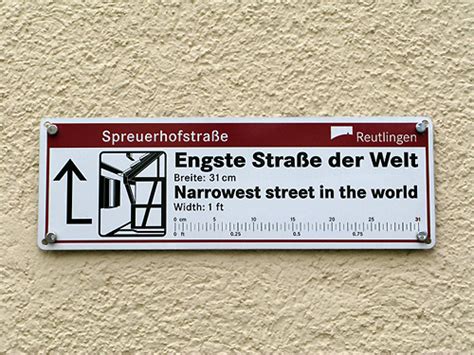 Spreuerhofstraße
Reutlingen
Engste Straße der Welt
Breite: 31 cm
Narrowest street in the world
Width: 1 ft
0 cm 5 10 15 20 25 31
0 ft 0.25 0.5 0.75